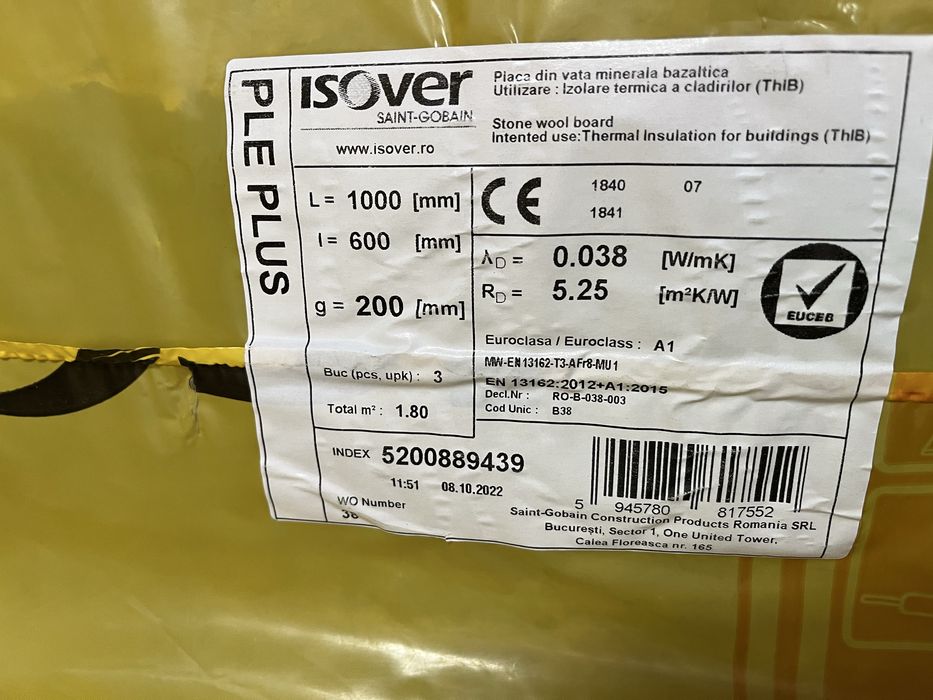 PLE PLUS
ISOVER
SAINT-GOBAIN
www.isover.ro
Placa din vata minerala bazaltica
Utilizare : Izolare termica a cladirilor (ThIB)
Stone wool board
Intented use:Thermal Insulation for buildings (ThIB)
L= 1000 [mm]
l = 600 [mm]
g = 200 [mm]
CE 1840 07
1841
λD = 0.038 [W/mK]
RD = 5.25 [m²K/W]
EUCEB
Euroclasa / Euroclass : A1
MW-EN 13162-T3-AFr8-MU1
EN 13162:2012+A1:2015
Decl.Nr : RO-B-038-003
Cod Unic : B38
Buc (pcs, upk) : 3
Total m² : 1.80
INDEX 5200889439
11:51 08.10.2022
WO Number
38
5 945780 817552
Saint-Gobain Construction Products Romania SRL
București, Sector 1, One United Tower.
Calea Floreasca nr. 165